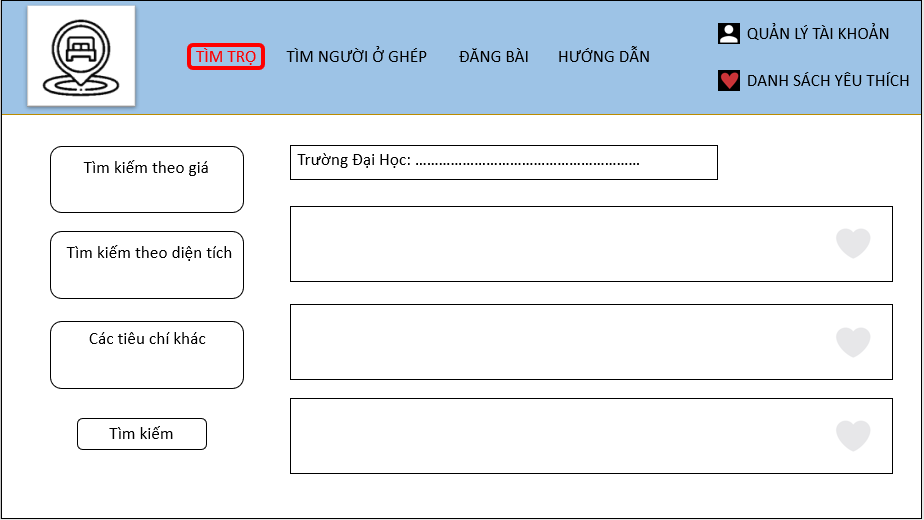 TÌM TRỌ
TÌM NGƯỜI Ở GHÉP
ĐĂNG BÀI
HƯỚNG DẪN
QUẢN LÝ TÀI KHOẢN
DANH SÁCH YÊU THÍCH
Tìm kiếm theo giá
Tìm kiếm theo diện tích
Các tiêu chí khác
Tìm kiếm
Trường Đại Học: …………………………………………………